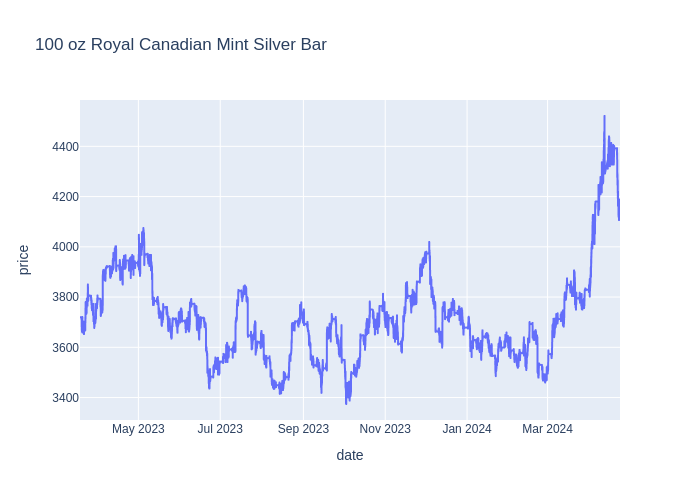 100 oz Royal Canadian Mint Silver Bar
price
4400
4200
4000
3800
3600
3400
May 2023
Jul 2023
Sep 2023
Nov 2023
Jan 2024
Mar 2024
date